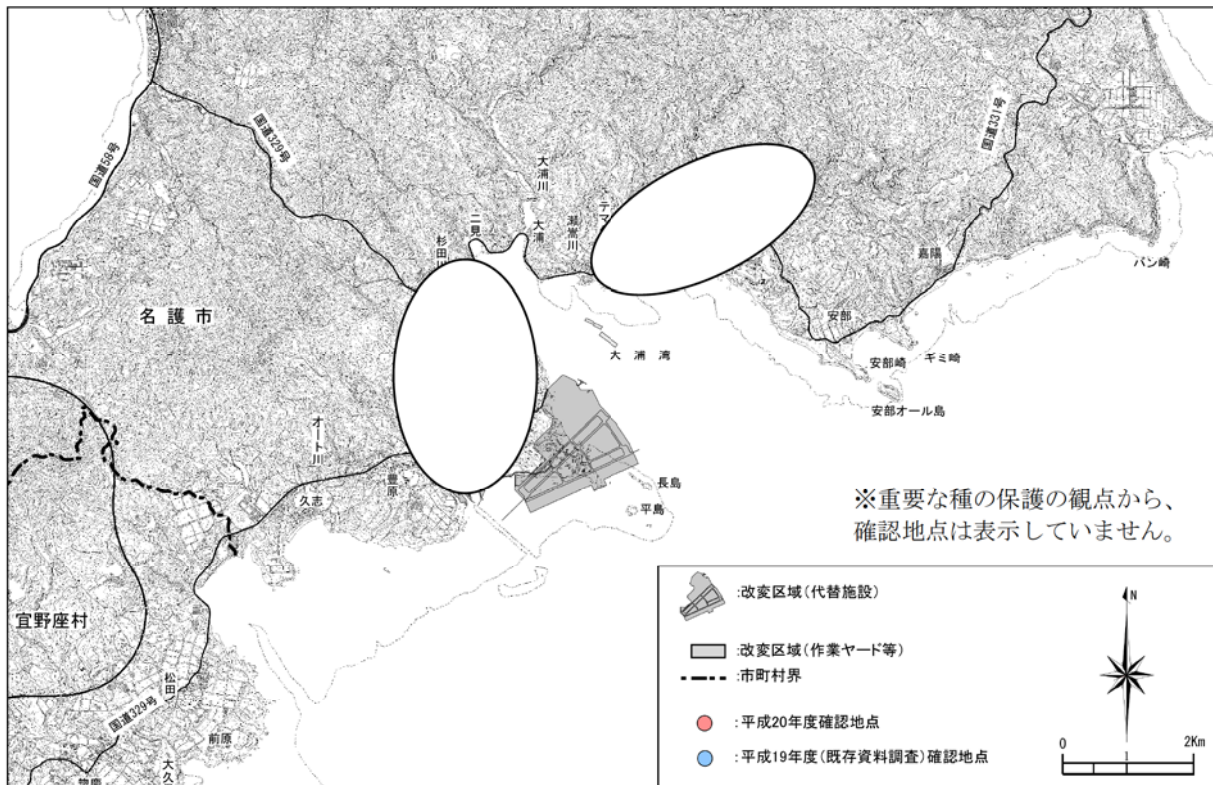 国道58号
国道329号
国道331号
大浦川
二見
大浦
瀬嵩川
テマ
杉田川
嘉陽
バン崎
名護市
安部
大浦湾
安部崎
ギミ崎
安部オール島
オート川
久志
豊原
長島
平島
※重要な種の保護の観点から、
確認地点は表示していません。
宜野座村
松田
国道329号
前原
:改変区域(代替施設)
:改変区域(作業ヤード等)
:市町村界
:平成20年度確認地点
:平成19年度(既存資料調査)確認地点
N
0 1 2Km